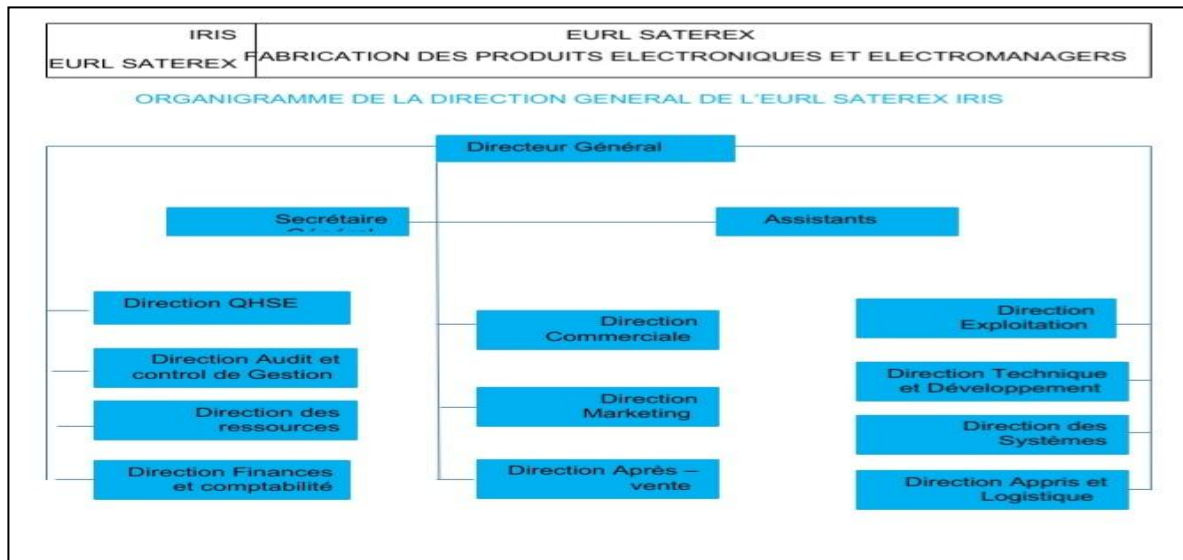 IRIS
EURL SATEREX
EURL SATEREX
FABRICATION DES PRODUITS ELECTRONIQUES ET ELECTROMANAGERS
ORGANIGRAMME DE LA DIRECTION GENERAL DE L'EURL SATEREX IRIS
Directeur Général
Secrétaire
Assistants
Direction QHSE
Direction Audit et
control de Gestion
Direction des
ressources
Direction Finances
et comptabilité
Direction
Commerciale
Direction
Marketing
Direction Après –
vente
Direction
Exploitation
Direction Technique
et Développement
Direction des
Systèmes
Direction Appris et
Logistique